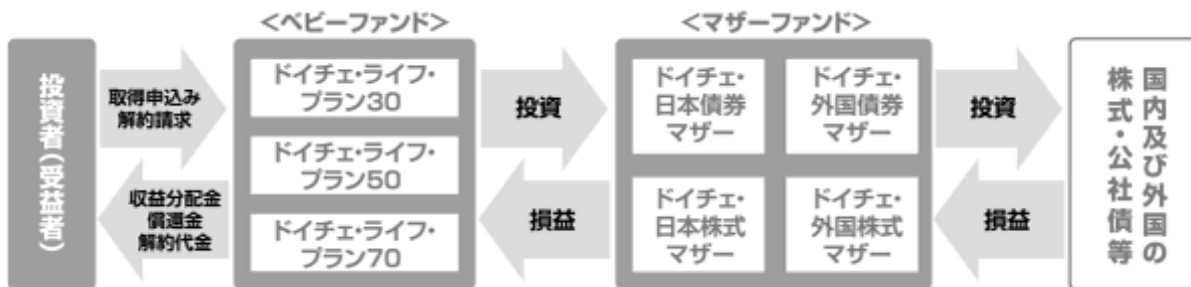 <ベビーファンド>
<マザーファンド>
投資者(受益者)
取得申込み
解約請求
収益分配金
償還金
解約代金
ドイチェ・ライフ・
プラン30
ドイチェ・ライフ・
プラン50
ドイチェ・ライフ・
プラン70
投資
損益
ドイチェ・
日本債券
マザー
ドイチェ・
外国債券
マザー
ドイチェ・
日本株式
マザー
ドイチェ・
外国株式
マザー
投資
損益
国内及び外国の
株式・公社債等